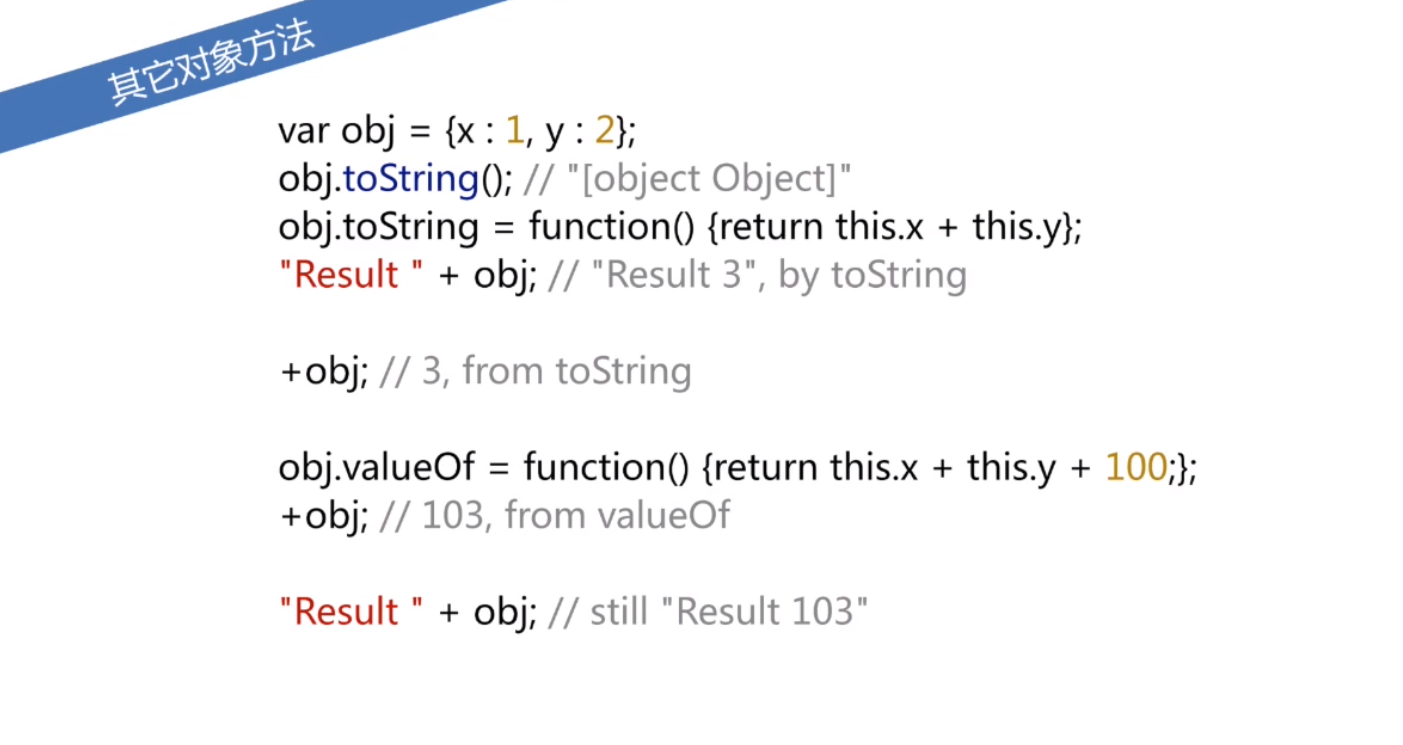 其它对象方法
var obj = {x : 1, y : 2};
obj.toString(); // "[object Object]"
obj.toString = function() {return this.x + this.y};
"Result " + obj; // "Result 3", by toString
+obj; // 3, from toString
obj.valueOf = function() {return this.x + this.y + 100;};
+obj; // 103, from valueOf
"Result " + obj; // still "Result 103"